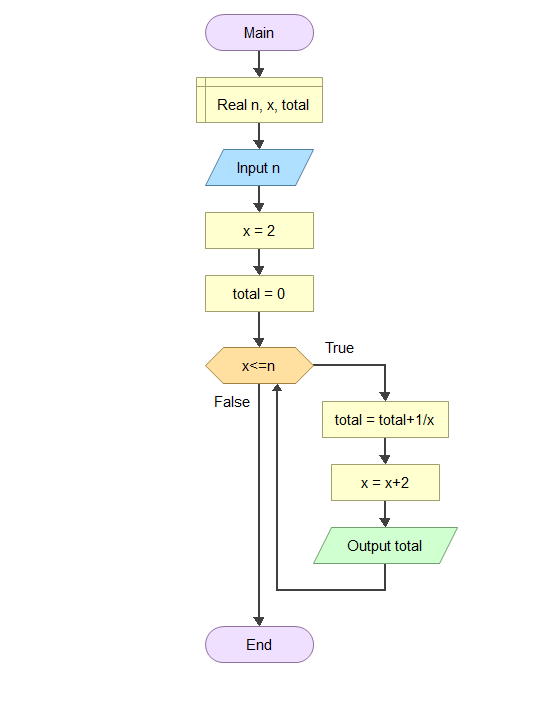 Main
Real n, x, total
Input n
x = 2
total = 0
x<=n
True
False
total = total+1/x
x = x+2
Output total
End